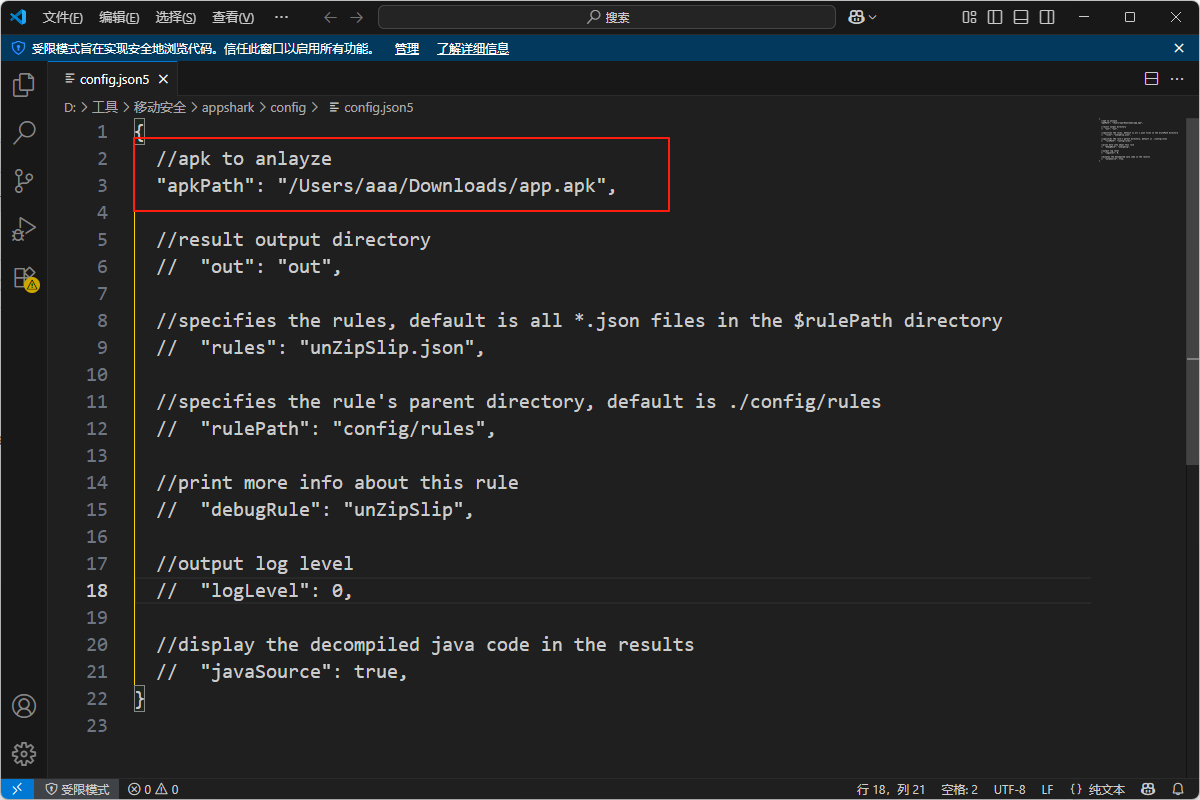 文件(F) 编辑(E) 选择(S) 查看(V) ··· 搜索
受限模式旨在实现安全地浏览代码。信任此窗口以启用所有功能。 管理 了解详细信息
config.json5
D: > 工具 > 移动安全 > appshark > config > config.json5
1 {
2 //apk to anlayze
3 "apkPath": "/Users/aaa/Downloads/app.apk",
4
5 //result output directory
6 //  "out": "out",
7
8 //specifies the rules, default is all *.json files in the $rulePath directory
9 //  "rules": "unZipSlip.json",
10
11 //specifies the rule's parent directory, default is ./config/rules
12 //  "rulePath": "config/rules",
13
14 //print more info about this rule
15 //  "debugRule": "unZipSlip",
16
17 //output log level
18 //  "logLevel": 0,
19
20 //display the decompiled java code in the results
21 //  "javaSource": true,
22 }
23
受限模式 0 0 行 18，列 21 空格: 2 UTF-8 LF {} 纯文本